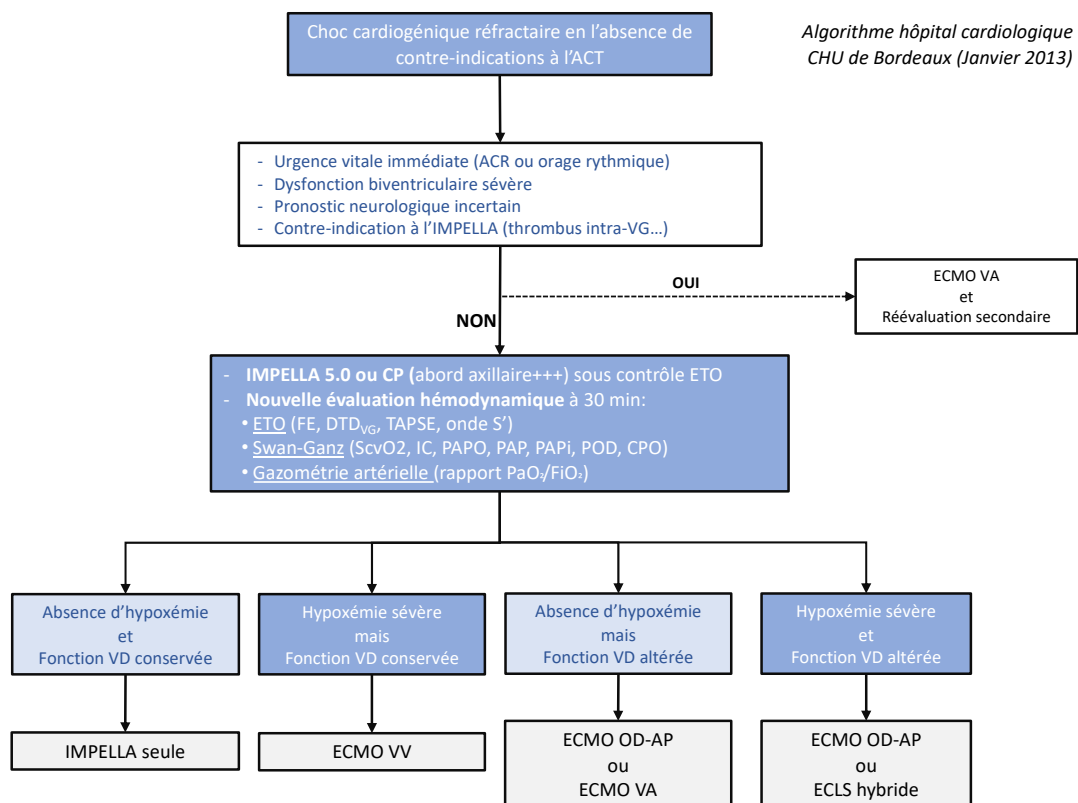 Choc cardiogénique réfractaire en l'absence de
contre-indications à l'ACT
Algorithme hôpital cardiologique
CHU de Bordeaux (Janvier 2013)
- Urgence vitale immédiate (ACR ou orage rythmique)
- Dysfonction biventriculaire sévère
- Pronostic neurologique incertain
- Contre-indication à l'IMPELLA (thrombus intra-VG…)
OUI
ECMO VA
et
Réévaluation secondaire
NON
- IMPELLA 5.0 ou CP (abord axillaire+++) sous contrôle ETO
- Nouvelle évaluation hémodynamique à 30 min:
• ETO (FE, DTDVG, TAPSE, onde S')
• Swan-Ganz (ScvO2, IC, PAPO, PAP, PAPi, POD, CPO)
• Gazométrie artérielle (rapport PaO₂/FiO₂)
Absence d'hypoxémie
et
Fonction VD conservée
Hypoxémie sévère
mais
Fonction VD conservée
Absence d'hypoxémie
mais
Fonction VD altérée
Hypoxémie sévère
et
Fonction VD altérée
IMPELLA seule
ECMO VV
ECMO OD-AP
ou
ECMO VA
ECMO OD-AP
ou
ECLS hybride